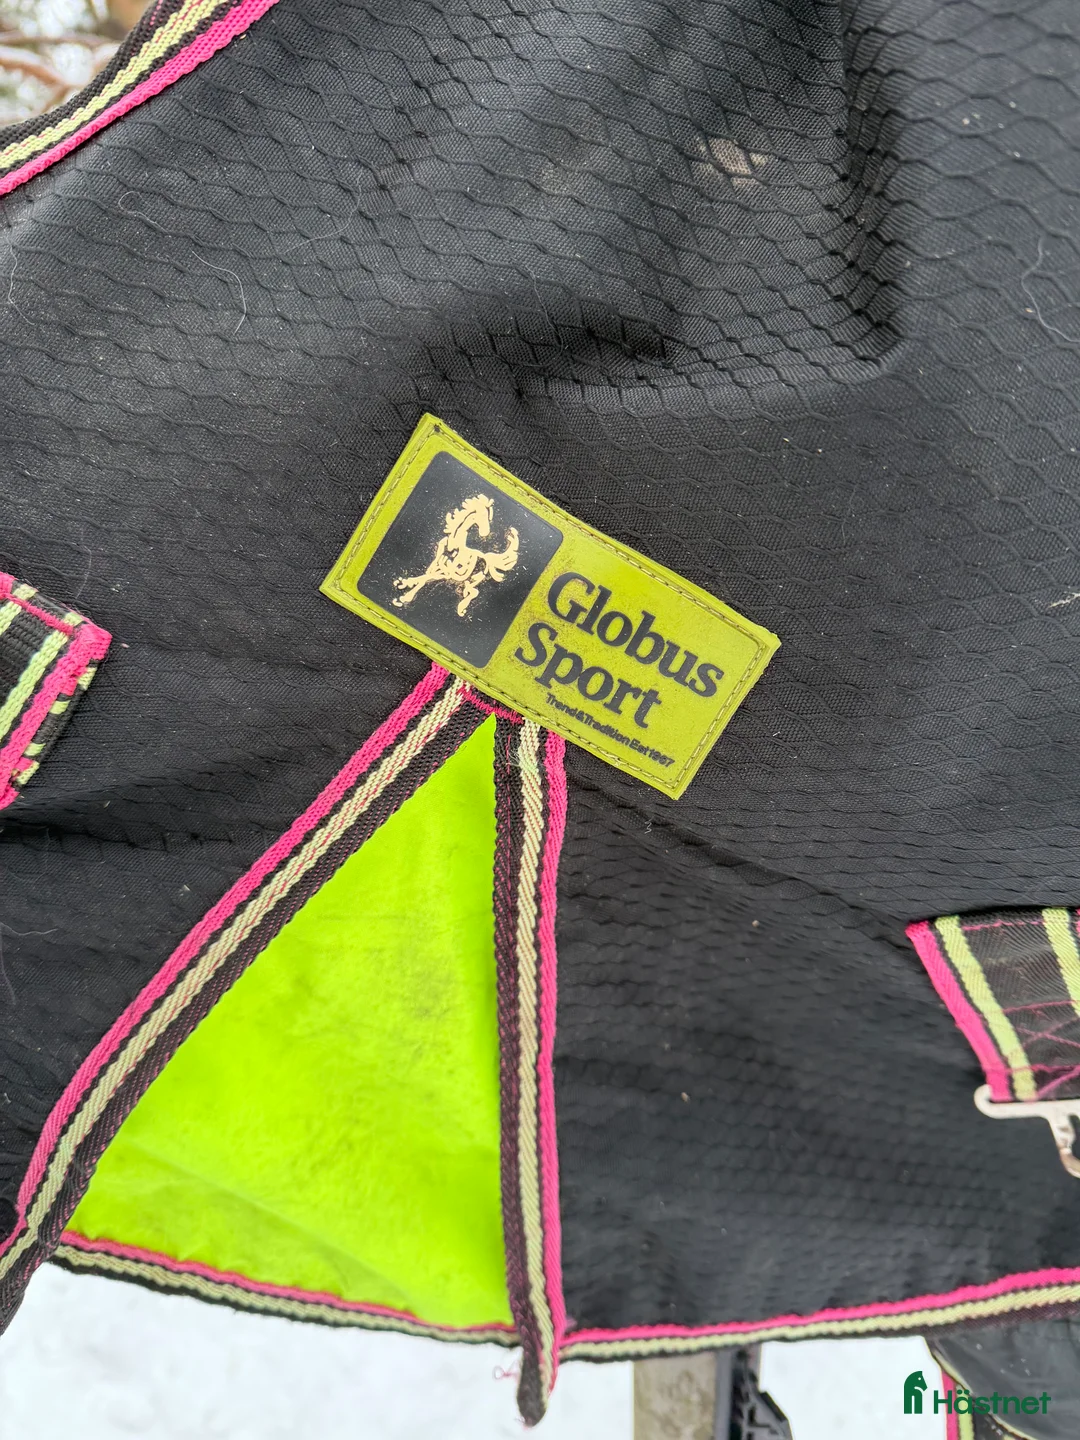 Globus
Sport
Trend&Tradition Est 1967
Hästnet